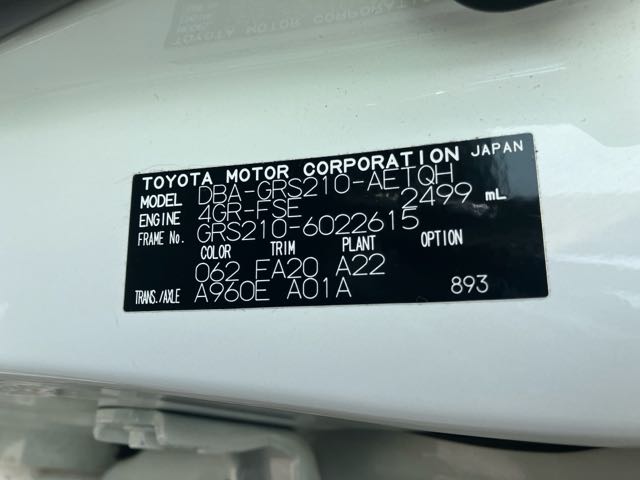 TOYOTA MOTOR CORPORATION JAPAN
MODEL DBA-GRS210-AETQH
ENGINE 4GR-FSE 2499 mL
FRAME No. GRS210-6022615
COLOR TRIM PLANT OPTION
062 FA20 A22
TRANS./AXLE A960E A01A 893